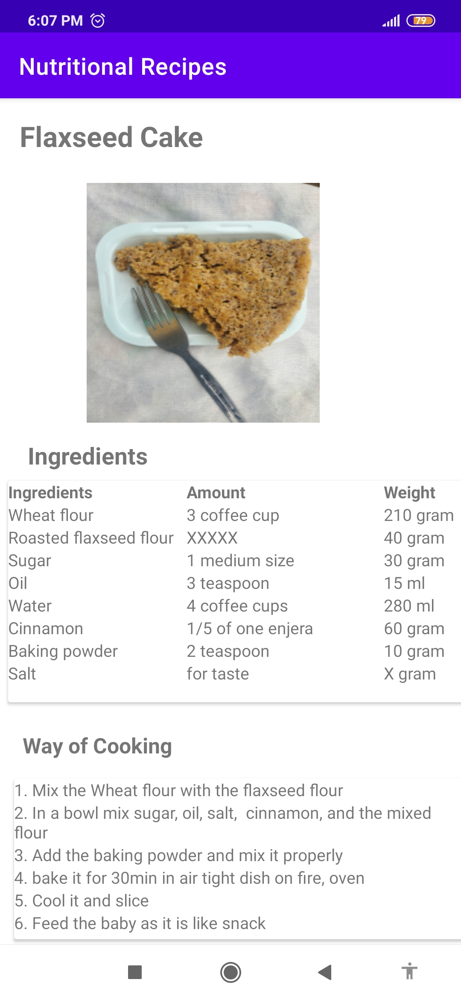 6:07 PM 79
Nutritional Recipes
Flaxseed Cake
Ingredients
Ingredients Amount Weight
Wheat flour 3 coffee cup 210 gram
Roasted flaxseed flour XXXXX 40 gram
Sugar 1 medium size 30 gram
Oil 3 teaspoon 15 ml
Water 4 coffee cups 280 ml
Cinnamon 1/5 of one enjera 60 gram
Baking powder 2 teaspoon 10 gram
Salt for taste X gram
Way of Cooking
1. Mix the Wheat flour with the flaxseed flour
2. In a bowl mix sugar, oil, salt,  cinnamon, and the mixed
flour
3. Add the baking powder and mix it properly
4. bake it for 30min in air tight dish on fire, oven
5. Cool it and slice
6. Feed the baby as it is like snack